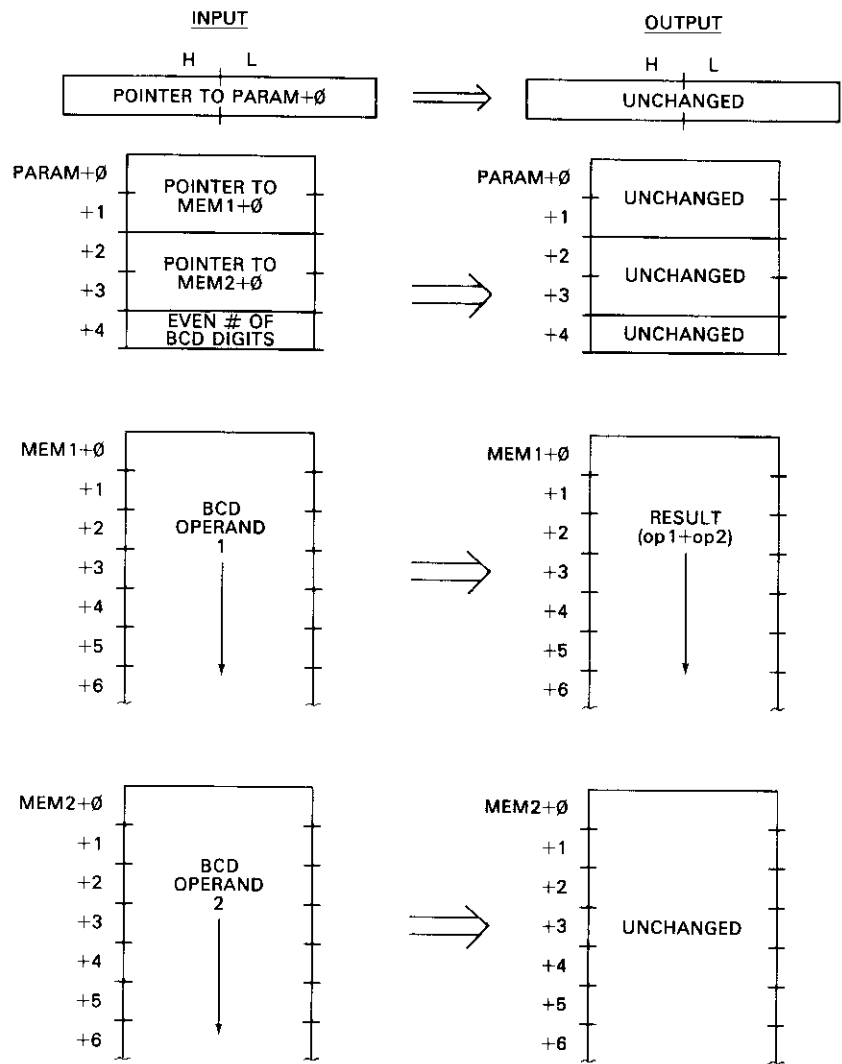 INPUT
OUTPUT
H L
H L
POINTER TO PARAM+Ø
UNCHANGED
PARAM+Ø
+1
+2
+3
+4
POINTER TO
MEM1+Ø
POINTER TO
MEM2+Ø
EVEN # OF
BCD DIGITS
PARAM+Ø
+1
+2
+3
+4
UNCHANGED
UNCHANGED
UNCHANGED
MEM1+Ø
+1
+2
+3
+4
+5
+6
BCD
OPERAND
1
MEM1+Ø
+1
+2
+3
+4
+5
+6
RESULT
(op1+op2)
MEM2+Ø
+1
+2
+3
+4
+5
+6
BCD
OPERAND
2
MEM2+Ø
+1
+2
+3
+4
+5
+6
UNCHANGED